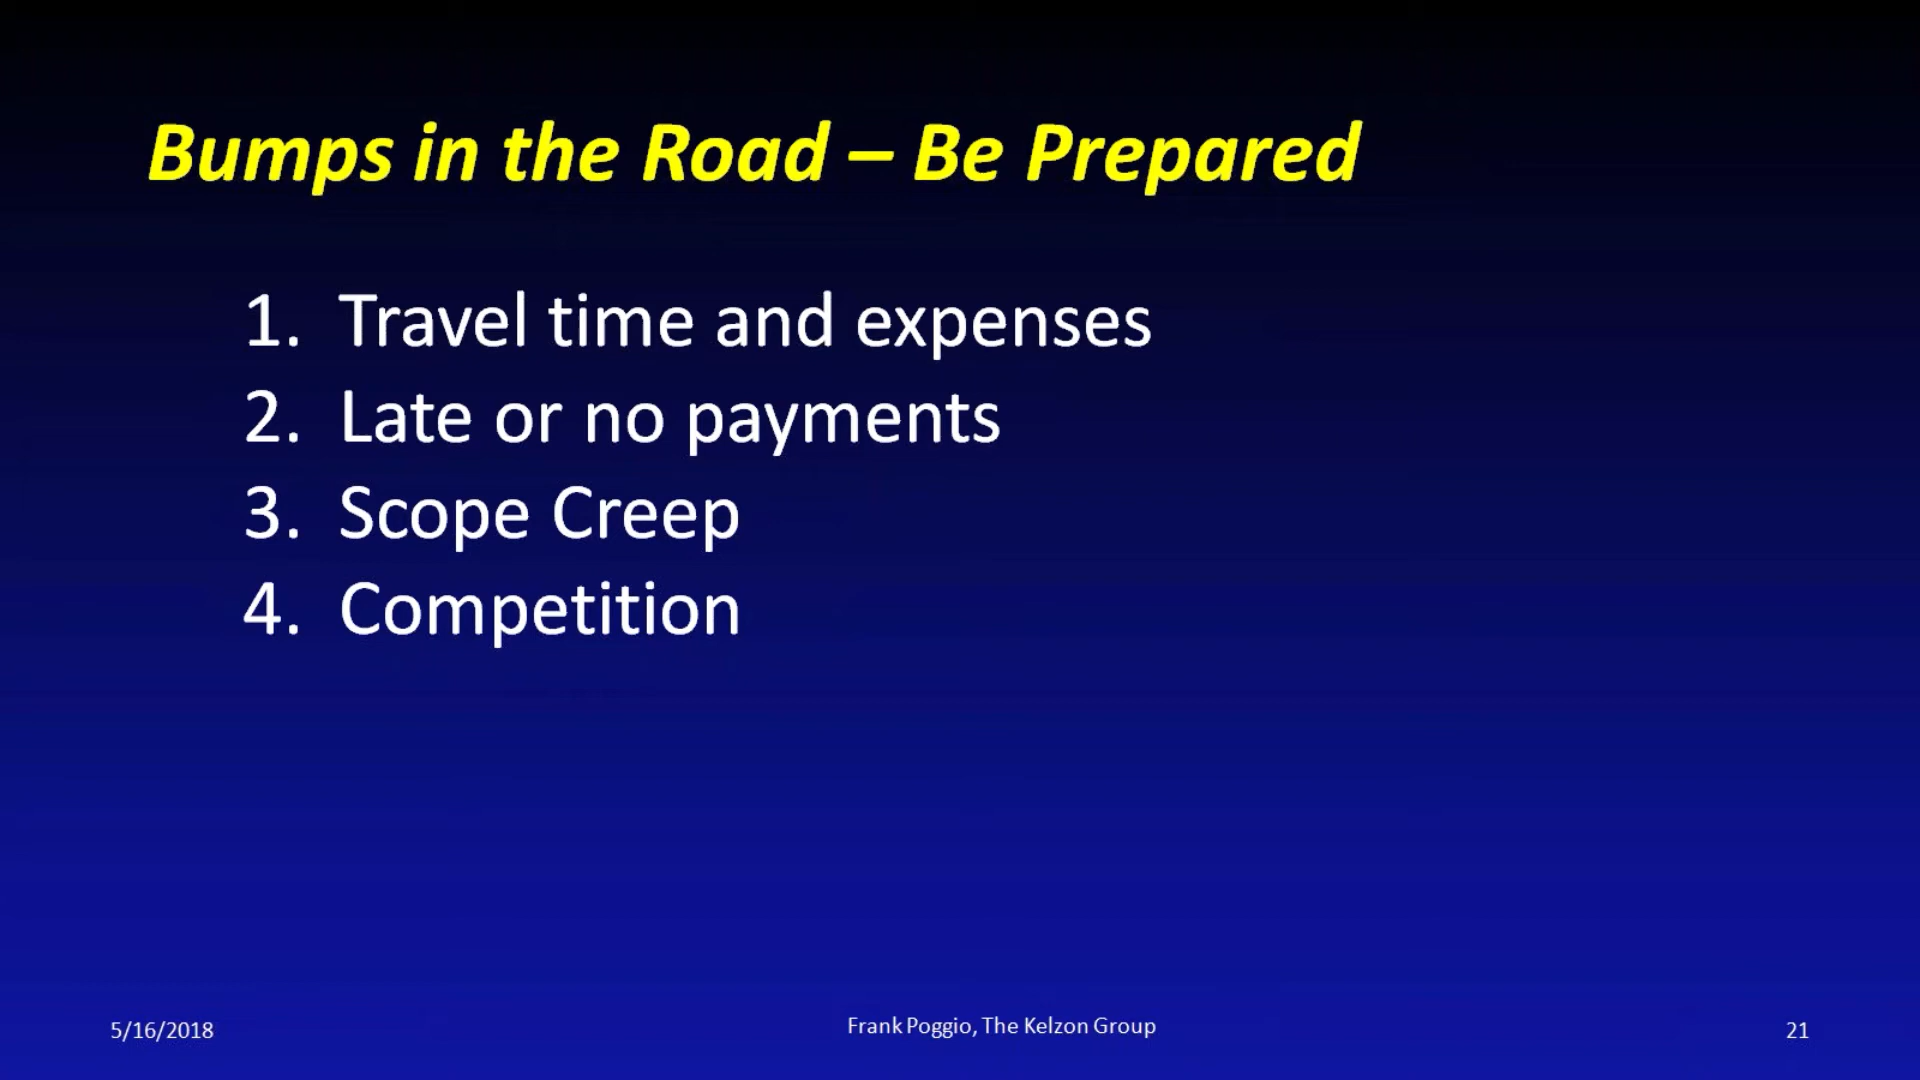 Bumps in the Road – Be Prepared
1. Travel time and expenses
2. Late or no payments
3. Scope Creep
4. Competition
5/16/2018
Frank Poggio, The Kelzon Group
21